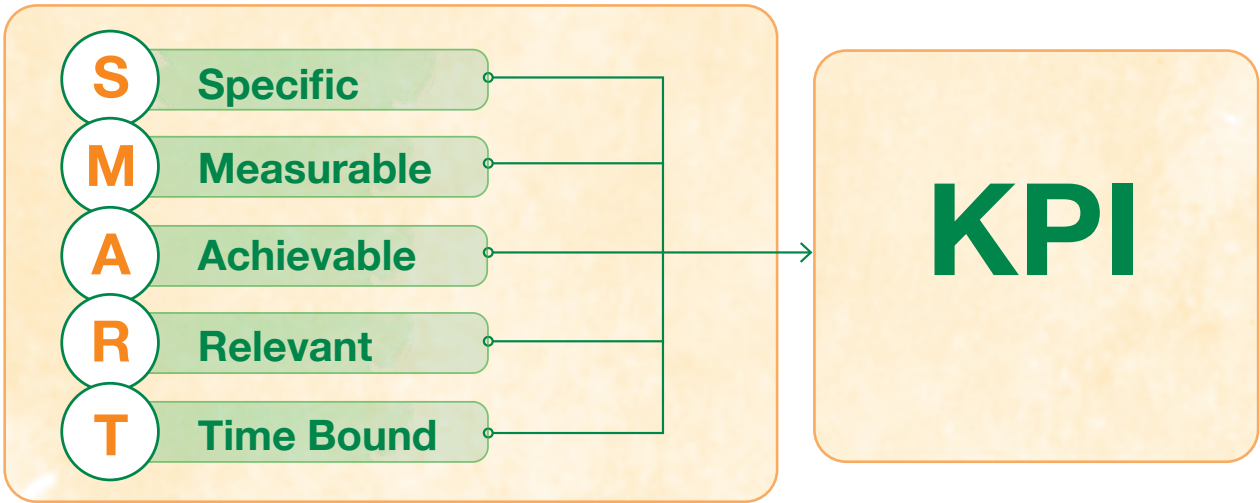 S Specific
M Measurable
A Achievable
R Relevant
T Time Bound
KPI